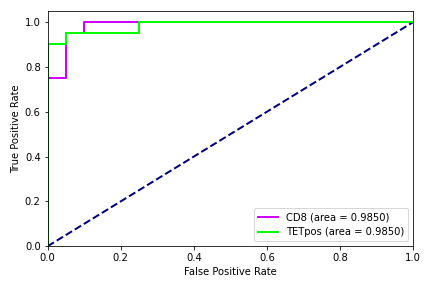 1.0
0.8
0.6
0.4
0.2
0.0
True Positive Rate
CD8 (area = 0.9850)
TETpos (area = 0.9850)
0.0 0.2 0.4 0.6 0.8 1.0
False Positive Rate